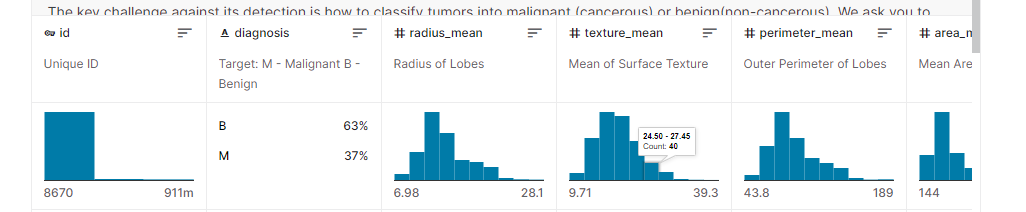 The key challenge against its detection is how to classify tumors into malignant (cancerous) or benign(non-cancerous). We ask you to
id
diagnosis
# radius_mean
# texture_mean
# perimeter_mean
# area_m
Unique ID
Target: M - Malignant B -
Benign
Radius of Lobes
Mean of Surface Texture
Outer Perimeter of Lobes
Mean Are
B 63%
M 37%
24.50 - 27.45
Count: 40
8670 911m
6.98 28.1
9.71 39.3
43.8 189
144